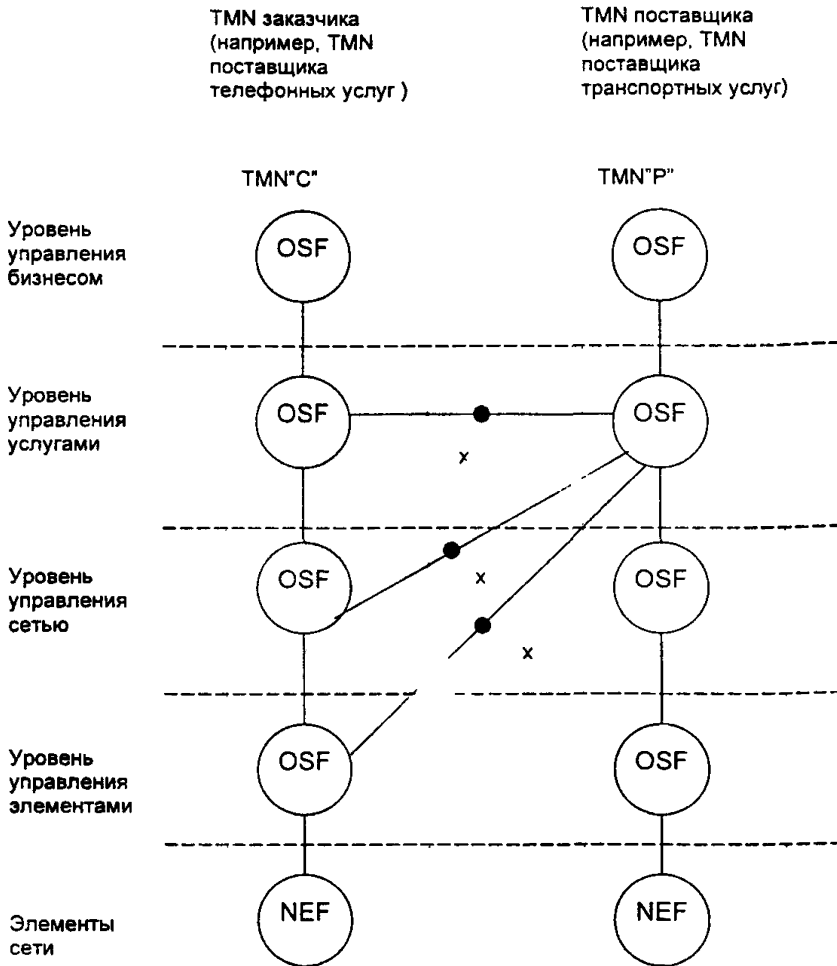 TMN заказчика
(например, TMN
поставщика
телефонных услуг )
TMN поставщика
(например, TMN
поставщика
транспортных услуг)
TMN"C"
TMN"P"
Уровень
управления
бизнесом
OSF
OSF
Уровень
управления
услугами
OSF
OSF
x
Уровень
управления
сетью
OSF
x
OSF
x
Уровень
управления
элементами
OSF
OSF
Элементы
сети
NEF
NEF